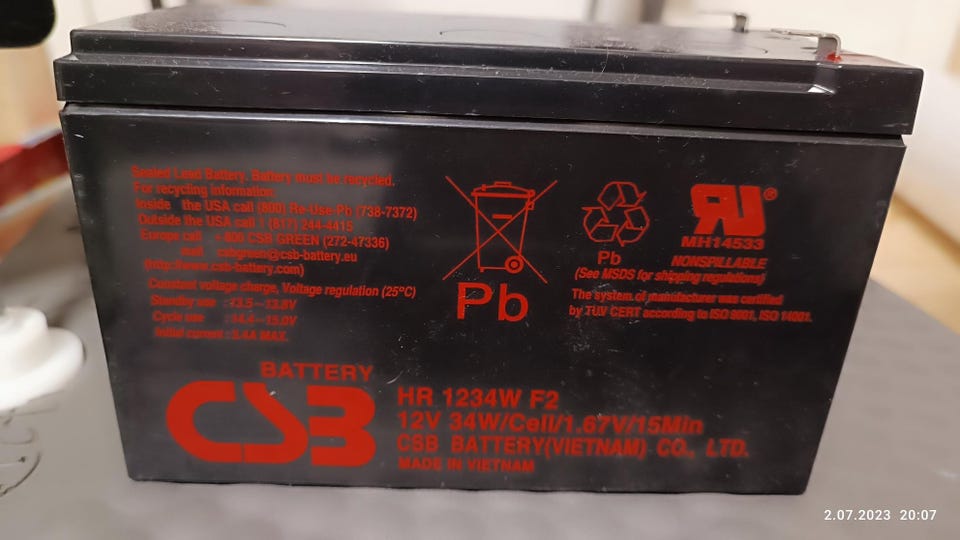 Sealed Lead Battery. Battery must be recycled.
For recycling information
Inside the USA call (800) Re-Use Pb (738-7372)
Outside the USA call 1 (817) 244-4415
Europe call +800 CSB GREEN (272-47336)
mail csbgreen@csb-battery.eu
(http://www.csb-battery.com)
Constant voltage charge, Voltage regulation (25°C)
Standby use : 13.5~13.8V
Cycle use : 14.4~15.0V
Initial current : 3.4A MAX.
Pb
Pb
(See MSDS for shipping regulations)
RU®
MH14533
NONSPILLABLE
The system of manufacturer was certified
by TUV CERT according to ISO 9001, ISO 14001.
BATTERY
CSB
HR 1234W F2
12V 34W/Cell/1.67V/15Min
CSB BATTERY(VIETNAM) CO., LTD.
MADE IN VIETNAM
2.07.2023 20:07